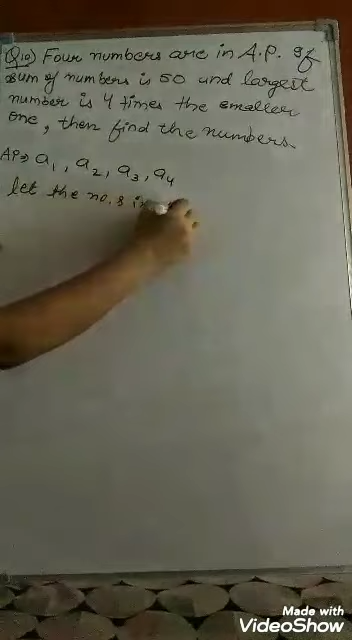 Q10) Four numbers are in A.P. If
sum of numbers is 50 and largest
number is 4 times the smaller
one, then find the numbers.
AP⇒ a1, a2, a3, a4
let the no.s in
Made with
VideoShow